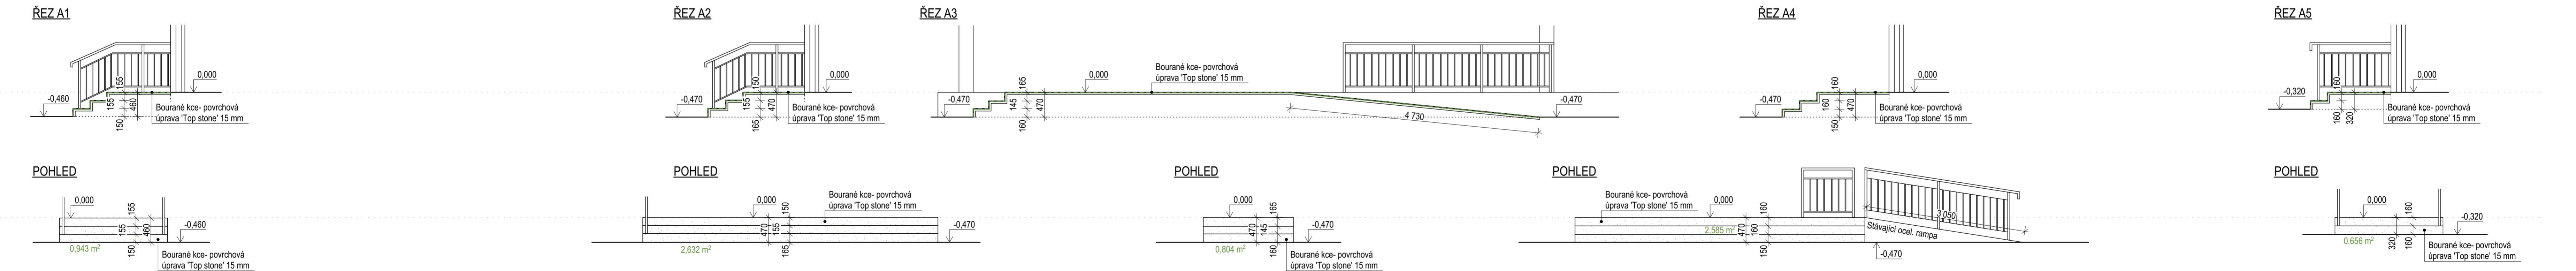 ŘEZ A1
155
0,000
-0,460
155
460
150
Bourané kce- povrchová
úprava 'Top stone' 15 mm
ŘEZ A2
150
0,000
-0,470
155
470
165
Bourané kce- povrchová
úprava 'Top stone' 15 mm
ŘEZ A3
165
0,000
Bourané kce- povrchová
úprava 'Top stone' 15 mm
-0,470
145
470
160
4 730
-0,470
ŘEZ A4
160
0,000
-0,470
160
470
150
Bourané kce- povrchová
úprava 'Top stone' 15 mm
ŘEZ A5
160
0,000
-0,320
160
320
Bourané kce- povrchová
úprava 'Top stone' 15 mm
POHLED
0,000
155
155
460
150
-0,460
0,943 m²
Bourané kce- povrchová
úprava 'Top stone' 15 mm
POHLED
0,000
150
Bourané kce- povrchová
úprava 'Top stone' 15 mm
470
155
165
-0,470
2,632 m²
POHLED
0,000
165
470
145
160
-0,470
0,804 m²
Bourané kce- povrchová
úprava 'Top stone' 15 mm
POHLED
Bourané kce- povrchová
úprava 'Top stone' 15 mm
0,000
160
2,585 m²
470
160
150
3 050
Stávající ocel. rampa
-0,470
POHLED
0,000
-0,320
320
160
0,656 m²
Bourané kce- povrchová
úprava 'Top stone' 15 mm